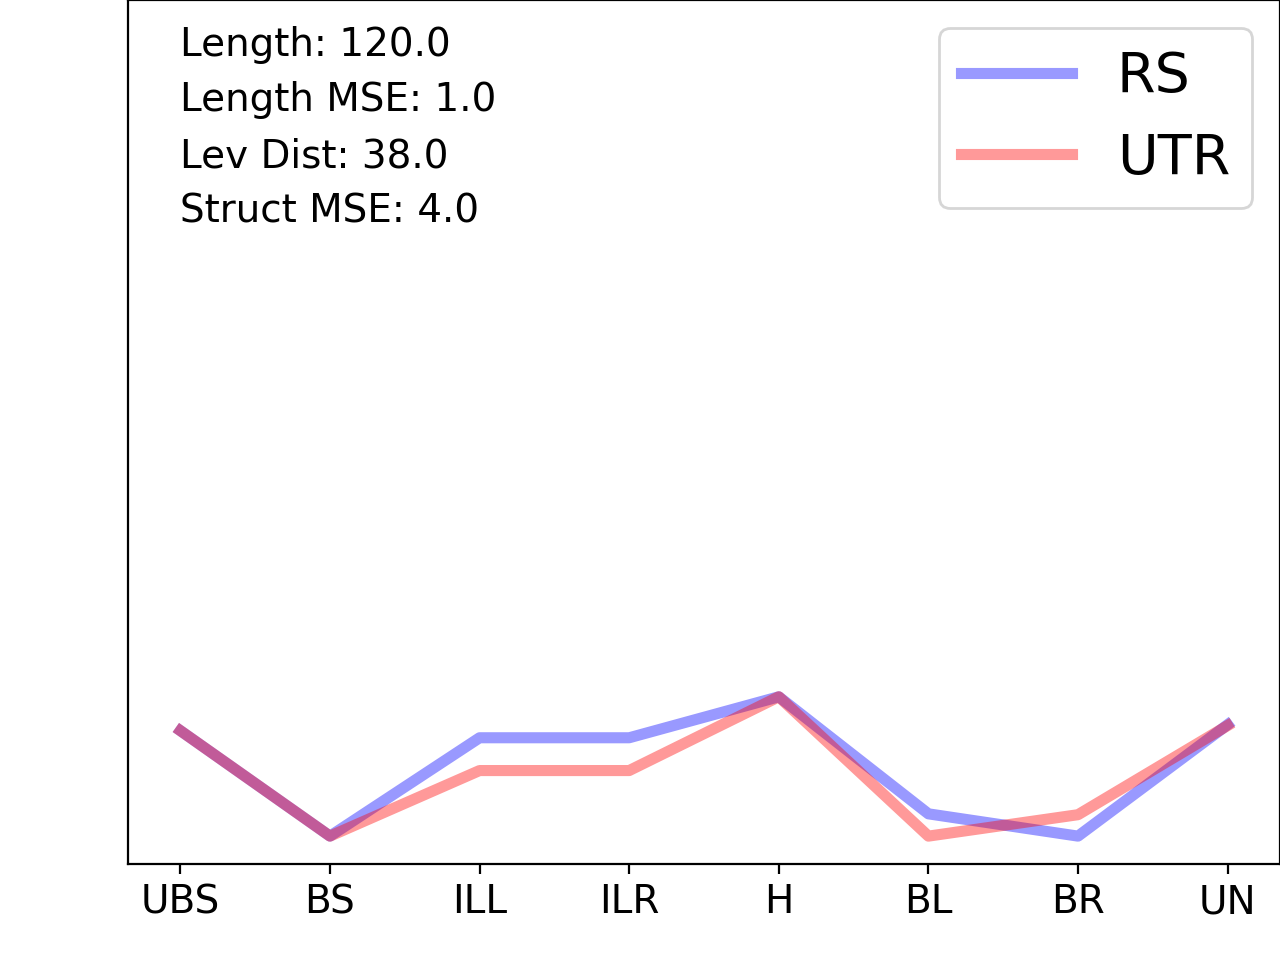 Length: 120.0
Length MSE: 1.0
Lev Dist: 38.0
Struct MSE: 4.0
RS
UTR
UBS BS ILL ILR H BL BR UN